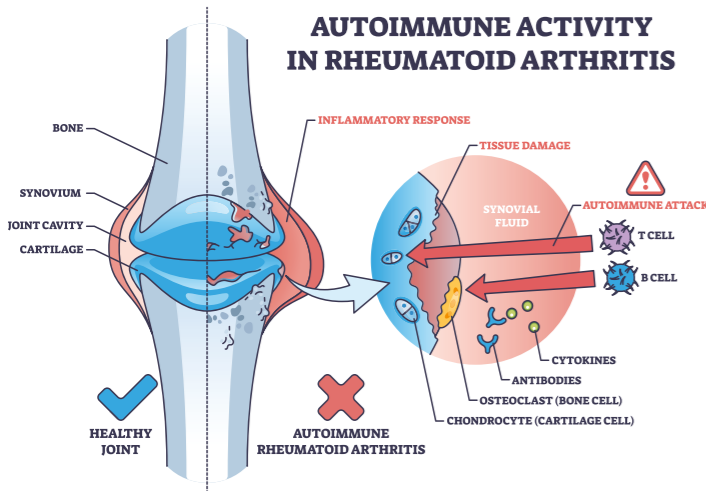 AUTOIMMUNE ACTIVITY
IN RHEUMATOID ARTHRITIS
BONE
SYNOVIUM
JOINT CAVITY
CARTILAGE
INFLAMMATORY RESPONSE
TISSUE DAMAGE
SYNOVIAL
FLUID
AUTOIMMUNE ATTACK
T CELL
B CELL
CYTOKINES
ANTIBODIES
OSTEOCLAST (BONE CELL)
CHONDROCYTE (CARTILAGE CELL)
HEALTHY
JOINT
AUTOIMMUNE
RHEUMATOID ARTHRITIS